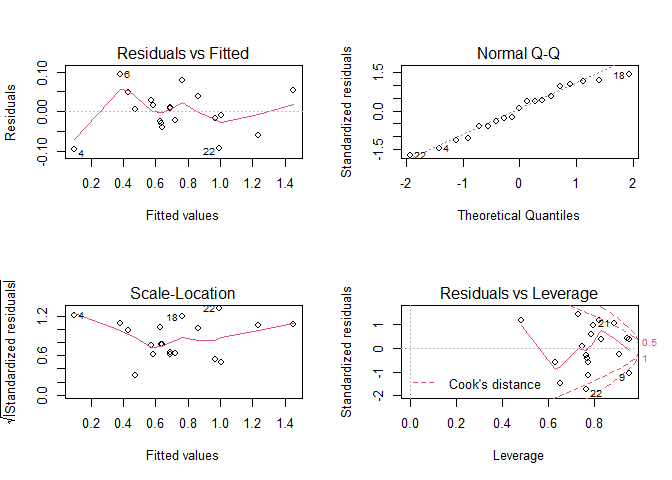 Residuals vs Fitted
Residuals
-0.10 0.00 0.10
6
4
22
0.2 0.4 0.6 0.8 1.0 1.2 1.4
Fitted values
Normal Q-Q
Standardized residuals
-1.5 0.0 1.5
18
4
22
-2 -1 0 1 2
Theoretical Quantiles
Scale-Location
√|Standardized residuals|
0.0 0.6 1.2
4
18
22
0.2 0.4 0.6 0.8 1.0 1.2 1.4
Fitted values
Residuals vs Leverage
Standardized residuals
-2 -1 0 1
21
9
22
0.5
1
Cook's distance
0.0 0.2 0.4 0.6 0.8
Leverage